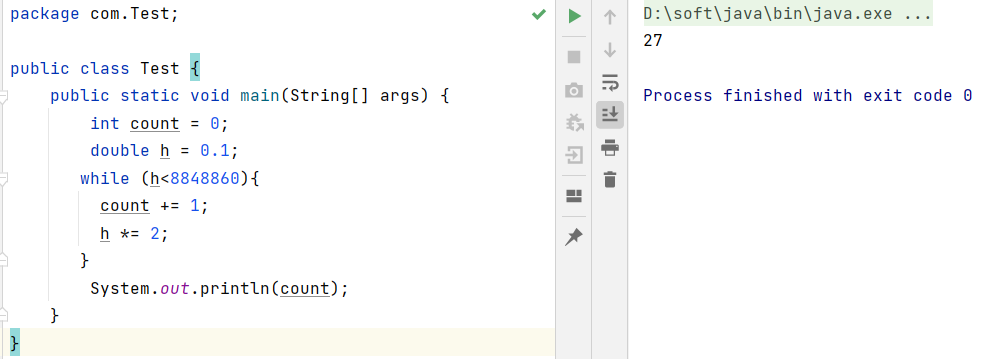 package com.Test;
public class Test {
public static void main(String[] args) {
int count = 0;
double h = 0.1;
while (h<8848860){
count += 1;
h *= 2;
}
System.out.println(count);
}
}
D:\soft\java\bin\java.exe ...
27
Process finished with exit code 0